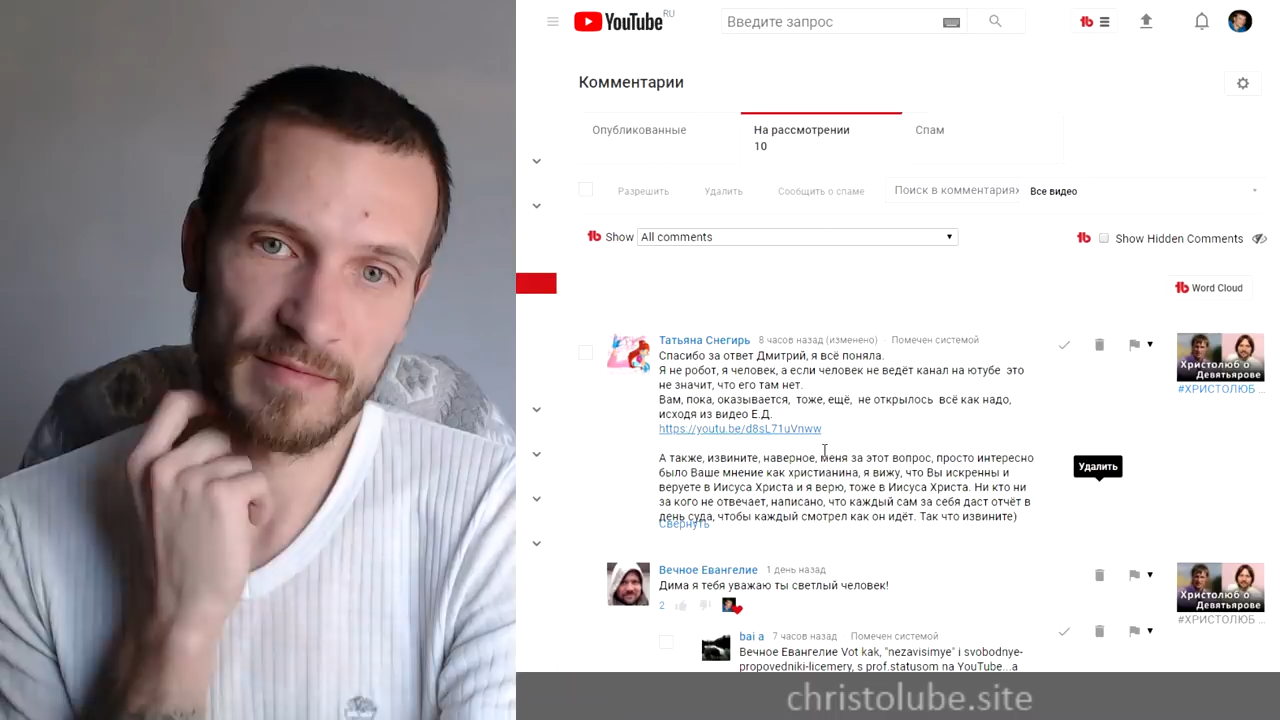 YouTube RU
Введите запрос
Комментарии
Опубликованные
На рассмотрении
10
Спам
Разрешить
Удалить
Сообщить о спаме
Поиск в комментария
Все видео
Show
All comments
Show Hidden Comments
Word Cloud
Татьяна Снегирь 8 часов назад (изменено) · Помечен системой
Спасибо за ответ Дмитрий, я всё поняла.
Я не робот, я человек, а если человек не ведёт канал на ютубе это
не значит, что его там нет.
Вам, пока, оказывается, тоже, ещё, не открылось всё как надо,
исходя из видео Е.Д.
https://youtu.be/d8sL71uVnww
А также, извините, наверное, меня за этот вопрос, просто интересно
было Ваше мнение как христианина, я вижу, что Вы искренны и
веруете в Иисуса Христа и я верю, тоже в Иисуса Христа. Ни кто ни
за кого не отвечает, написано, что каждый сам за себя даст отчёт в
день суда, чтобы каждый смотрел как он идёт. Так что извините)
Свернуть
Христолюб о
Девятьярове
#ХРИСТОЛЮБ ...
Удалить
Вечное Евангелие 1 день назад
Дима я тебя уважаю ты светлый человек!
2
Христолюб о
Девятьярове
#ХРИСТОЛЮБ ...
bai a 7 часов назад Помечен системой
Вечное Евангелие Vot kak, "nezavisimye" i svobodnye-
propovedniki-licemery, s prof.statusom na YouTube...a
christolube.site